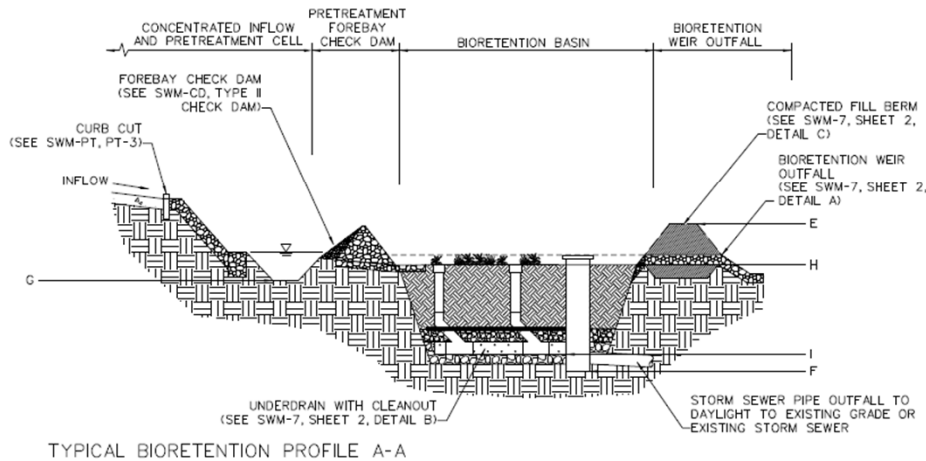 CONCENTRATED INFLOW
AND PRETREATMENT CELL
PRETREATMENT
FOREBAY
CHECK DAM
BIORETENTION BASIN
BIORETENTION
WEIR OUTFALL
FOREBAY CHECK DAM
(SEE SWM-CD, TYPE II
CHECK DAM)
CURB CUT
(SEE SWM-PT, PT-3)
INFLOW
COMPACTED FILL BERM
(SEE SWM-7, SHEET 2,
DETAIL C)
BIORETENTION WEIR
OUTFALL
(SEE SWM-7, SHEET 2,
DETAIL A)
E
H
G
I
F
UNDERDRAIN WITH CLEANOUT
(SEE SWM-7, SHEET 2, DETAIL B)
STORM SEWER PIPE OUTFALL TO
DAYLIGHT TO EXISTING GRADE OR
EXISTING STORM SEWER
TYPICAL BIORETENTION PROFILE A-A